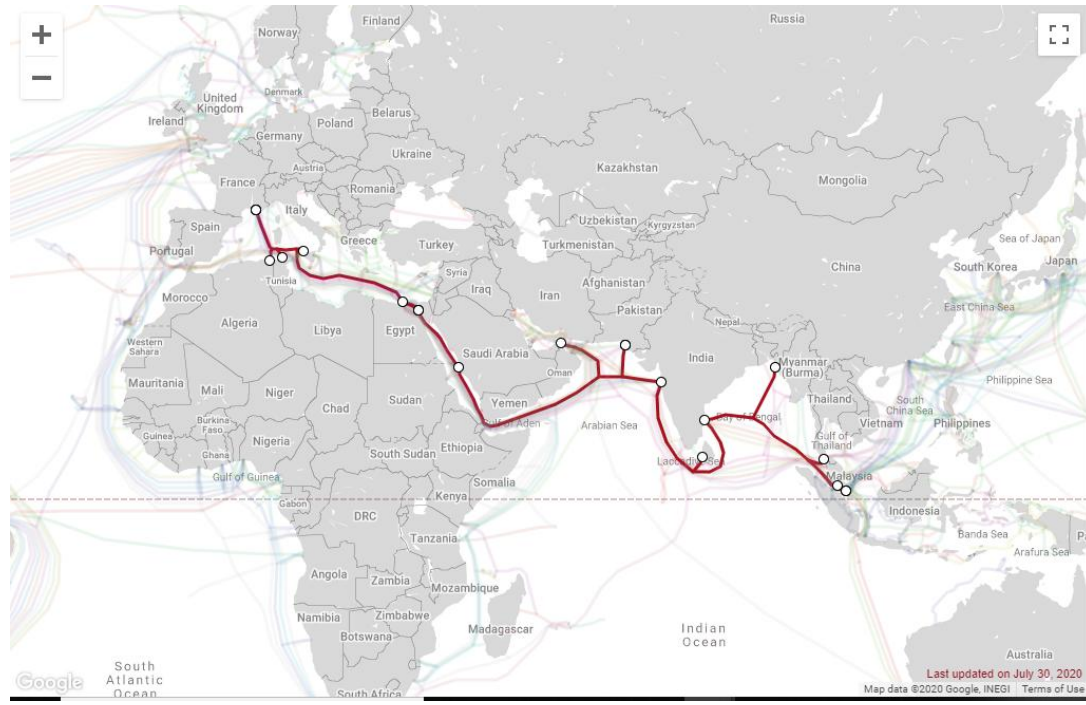 +
−
Russia
Finland
Norway
Denmark
United
Kingdom
Ireland
Poland
Belarus
Germany
Ukraine
Austria
Kazakhstan
Mongolia
France
Romania
Italy
Uzbekistan
Kyrgyzstan
Spain
Greece
Turkey
Turkmenistan
Sea of Japan
Portugal
China
South Korea
Japan
Syria
Tunisia
Iraq
Iran
Afghanistan
Morocco
Pakistan
East China Sea
Algeria
Libya
Egypt
Nepal
Western
Sahara
Saudi Arabia
India
Myanmar
(Burma)
Oman
Mauritania
Mali
Niger
Sudan
Yemen
Thailand
Philippine Sea
Chad
Gulf of Aden
Arabian Sea
Bay of Bengal
South
China Sea
Vietnam
Philippines
Burkina
Faso
Guinea
Nigeria
Ethiopia
Gulf of
Thailand
Ghana
South Sudan
Laccadive Sea
Malaysia
Gulf of Guinea
Somalia
Gabon
Kenya
Indonesia
DRC
Tanzania
Banda Sea
Arafura Sea
Pa
Angola
Zambia
Mozambique
Namibia
Zimbabwe
Botswana
Madagascar
Indian
Ocean
South
Atlantic
Ocean
South Africa
Australia
Last updated on July 30, 2020
Google
Map data ©2020 Google, INEGI
Terms of Use